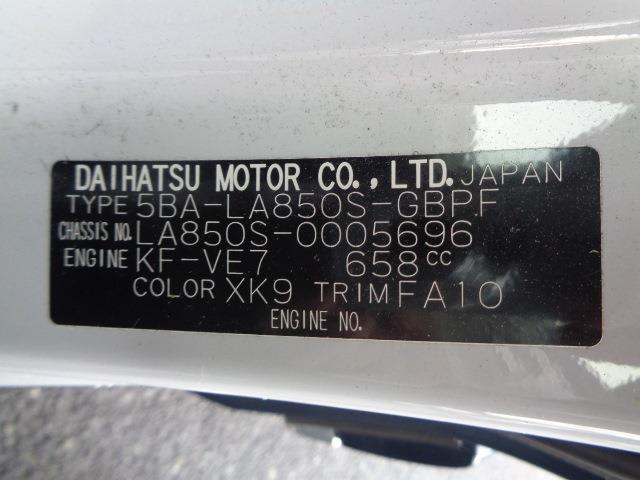 DAIHATSU MOTOR CO., LTD. JAPAN
TYPE 5BA-LA850S-GBPF
CHASSIS NO. LA850S-0005696
ENGINE KF-VE7 658CC
COLOR XK9 TRIM FA10
ENGINE NO.